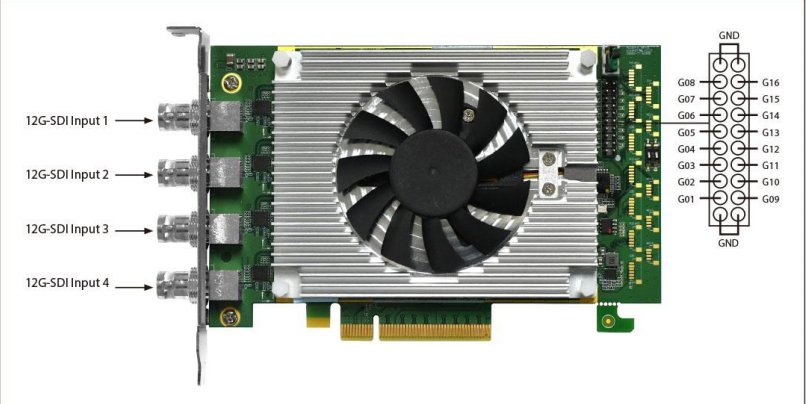 GND
G08 G16
G07 G15
G06 G14
G05 G13
G04 G12
G03 G11
G02 G10
G01 G09
GND
12G-SDI Input 1
12G-SDI Input 2
12G-SDI Input 3
12G-SDI Input 4